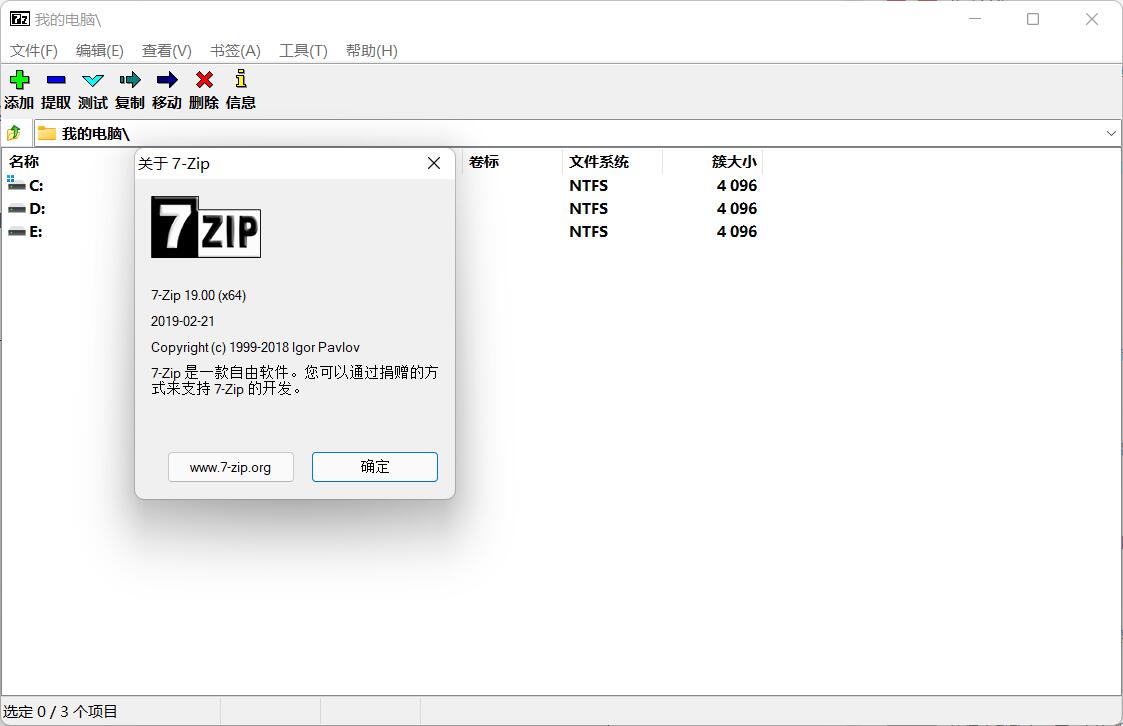 7z 我的电脑\
文件(F) 编辑(E) 查看(V) 书签(A) 工具(T) 帮助(H)
添加 提取 测试 复制 移动 删除 信息
我的电脑\
名称 卷标 文件系统 簇大小
C: NTFS 4 096
D: NTFS 4 096
E: NTFS 4 096
关于 7-Zip
7ZIP
7-Zip 19.00 (x64)
2019-02-21
Copyright (c) 1999-2018 Igor Pavlov
7-Zip 是一款自由软件。您可以通过捐赠的方
式来支持 7-Zip 的开发。
www.7-zip.org 确定
选定 0 / 3 个项目